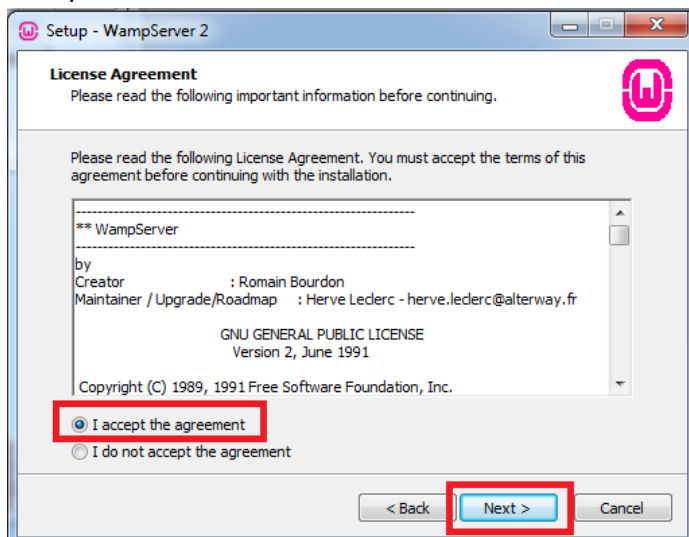 Setup - WampServer 2
License Agreement
Please read the following important information before continuing.
Please read the following License Agreement. You must accept the terms of this
agreement before continuing with the installation.
----------------------------------------------------------------
** WampServer
----------------------------------------------------------------
by
Creator : Romain Bourdon
Maintainer / Upgrade/Roadmap : Herve Leclerc - herve.leclerc@alterway.fr
GNU GENERAL PUBLIC LICENSE
Version 2, June 1991
Copyright (C) 1989, 1991 Free Software Foundation, Inc.
I accept the agreement
I do not accept the agreement
< Back Next > Cancel